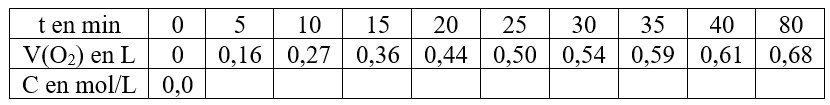 t en min 0 5 10 15 20 25 30 35 40 80
V(O₂) en L 0 0,16 0,27 0,36 0,44 0,50 0,54 0,59 0,61 0,68
C en mol/L 0,0